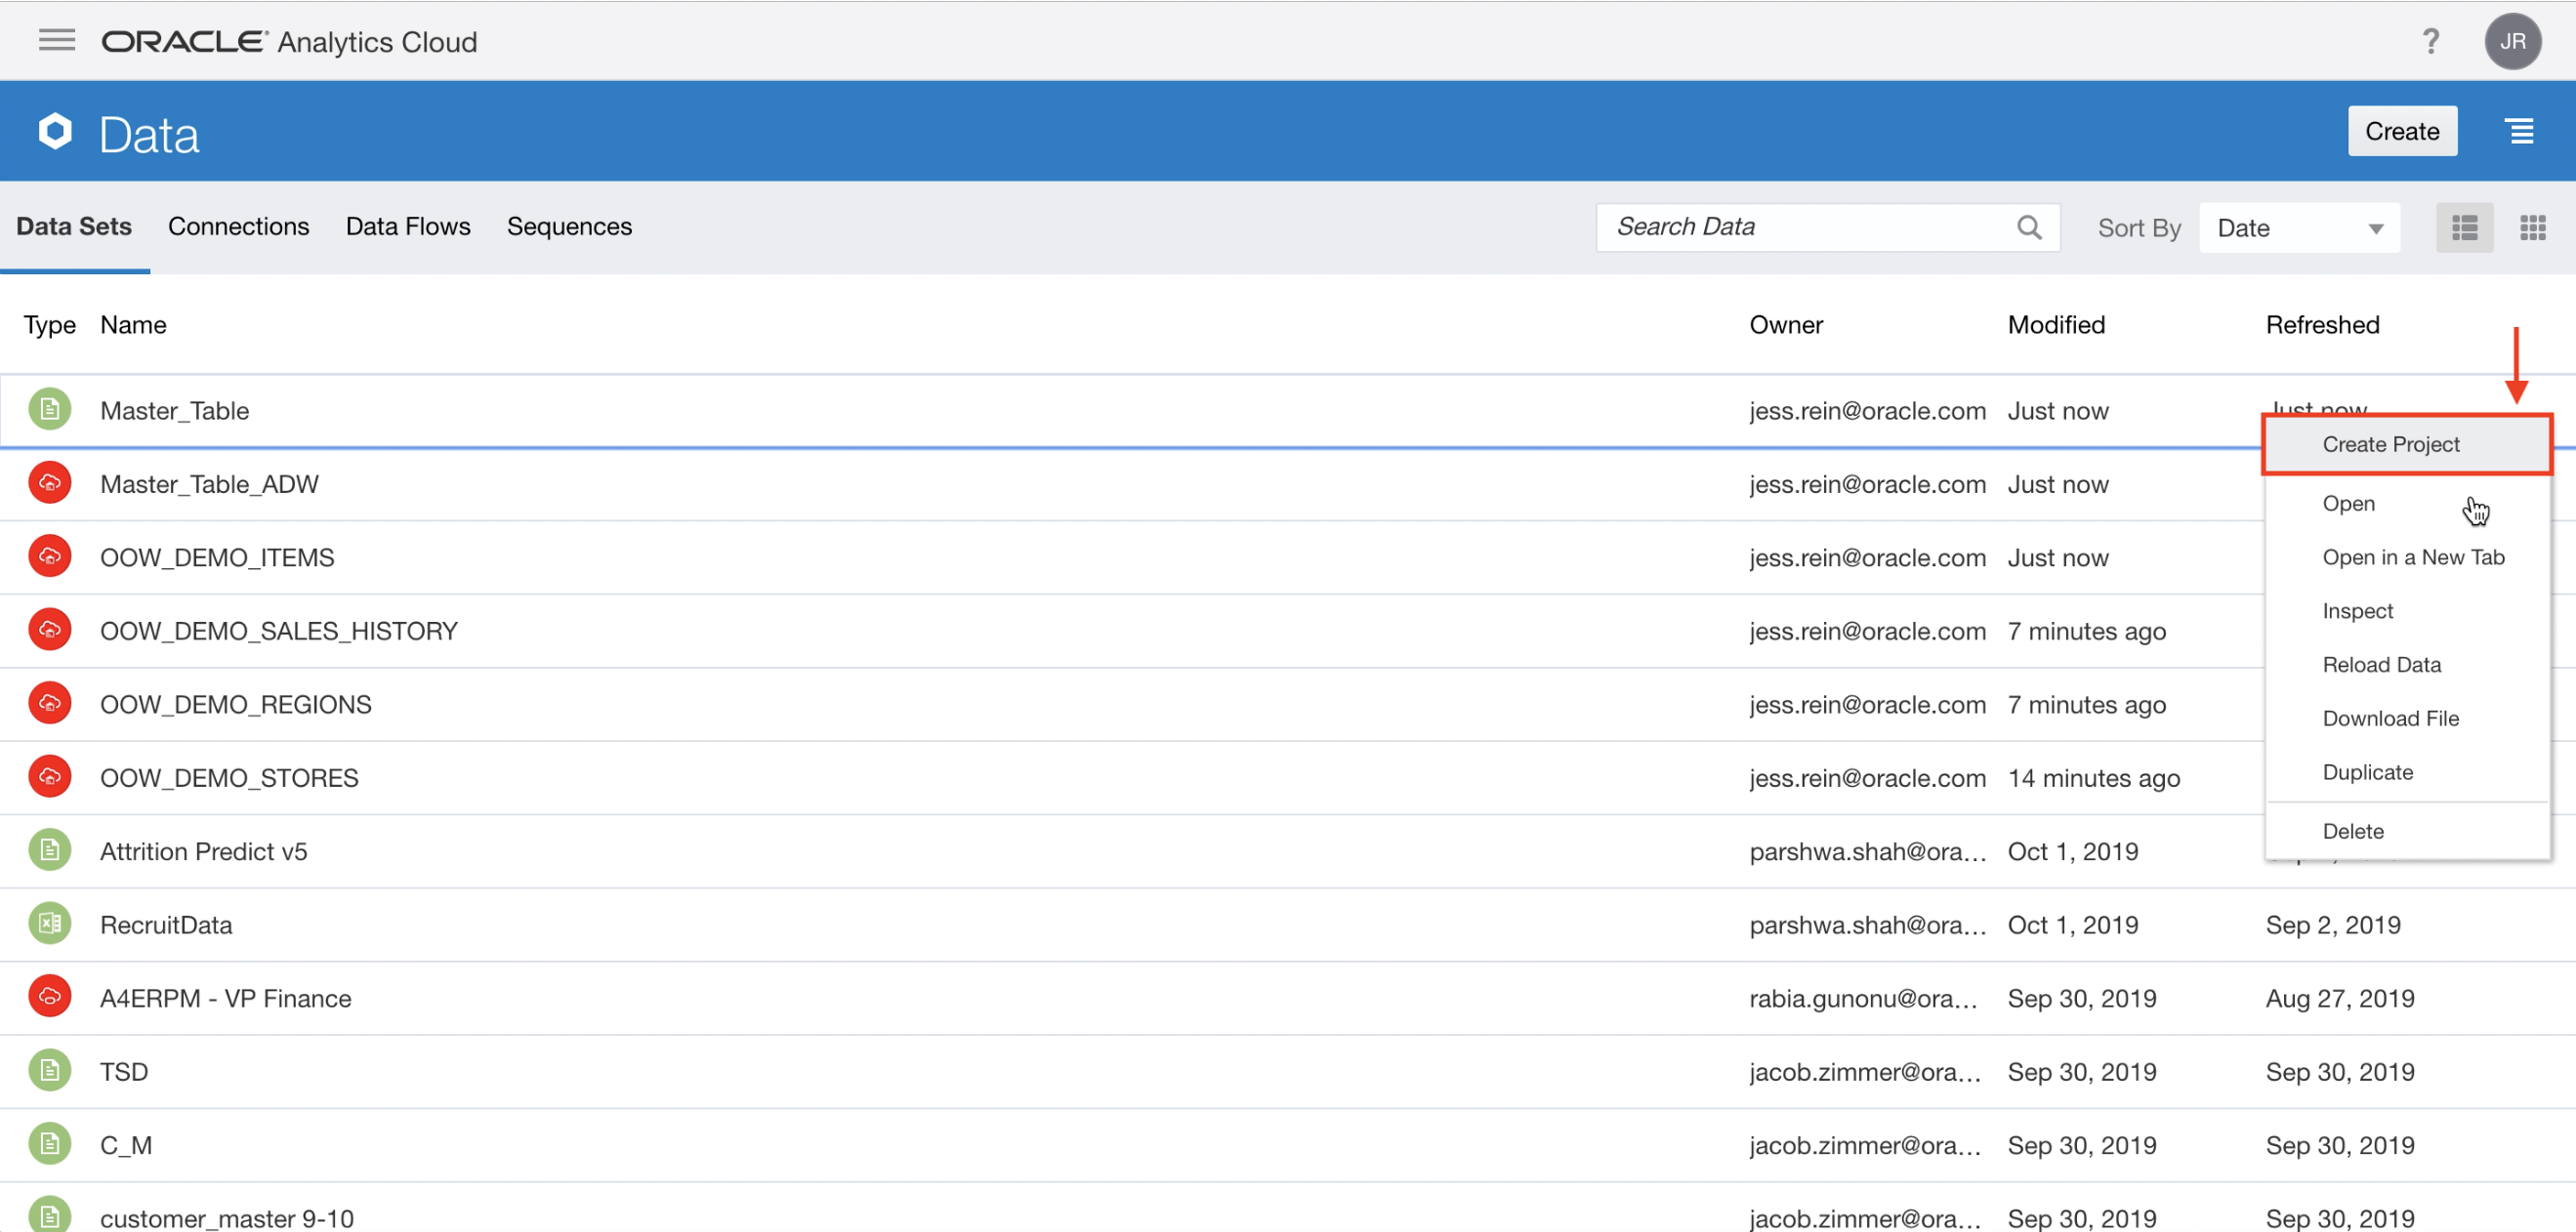 ORACLE® Analytics Cloud ? JR
Data Create
Data Sets Connections Data Flows Sequences Search Data Sort By Date
Type Name Owner Modified Refreshed
Master_Table jess.rein@oracle.com Just now Just now
Create Project
Master_Table_ADW jess.rein@oracle.com Just now
Open
OOW_DEMO_ITEMS jess.rein@oracle.com Just now
Open in a New Tab
OOW_DEMO_SALES_HISTORY jess.rein@oracle.com 7 minutes ago
Inspect
Reload Data
OOW_DEMO_REGIONS jess.rein@oracle.com 7 minutes ago
Download File
OOW_DEMO_STORES jess.rein@oracle.com 14 minutes ago
Duplicate
Delete
Attrition Predict v5 parshwa.shah@ora... Oct 1, 2019
RecruitData parshwa.shah@ora... Oct 1, 2019 Sep 2, 2019
A4ERPM - VP Finance rabia.gunonu@ora... Sep 30, 2019 Aug 27, 2019
TSD jacob.zimmer@ora... Sep 30, 2019 Sep 30, 2019
C_M jacob.zimmer@ora... Sep 30, 2019 Sep 30, 2019
customer_master 9-10 jacob.zimmer@ora... Sep 30, 2019 Sep 30, 2019